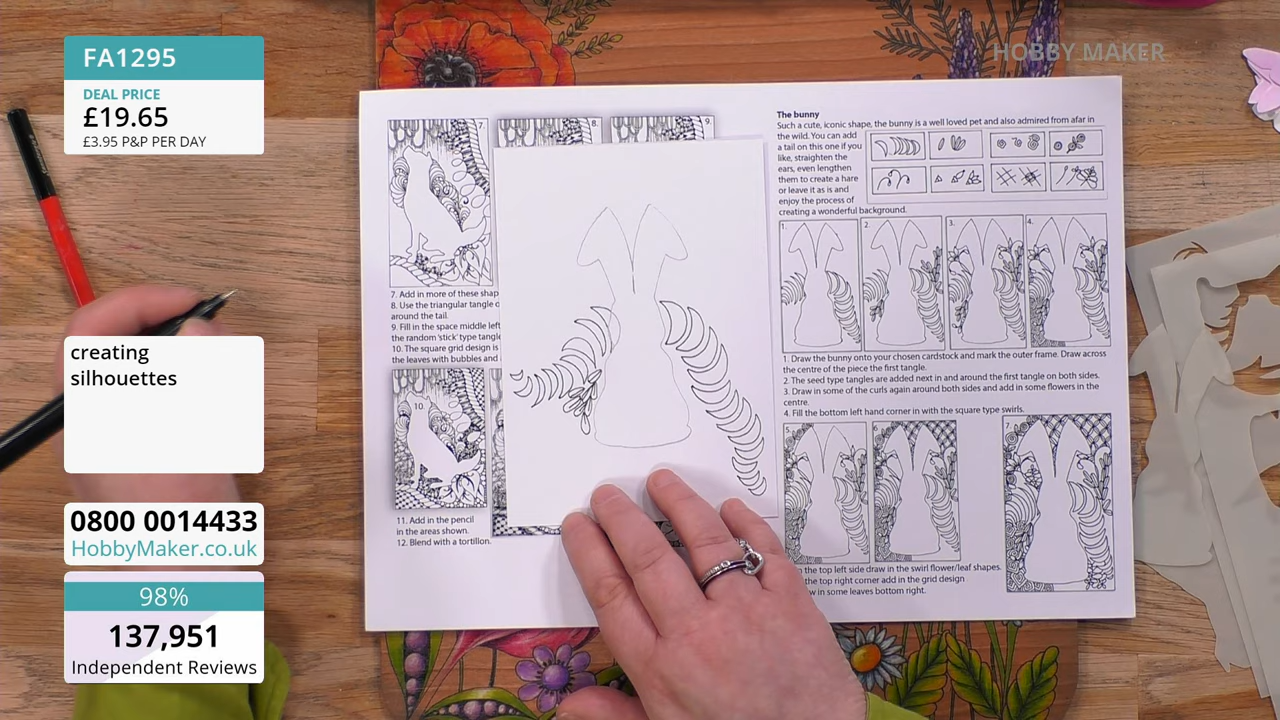 FA1295
DEAL PRICE
£19.65
£3.95 P&P PER DAY
creating
silhouettes
0800 0014433
HobbyMaker.co.uk
98%
137,951
Independent Reviews
HOBBY MAKER
7.
8.
9.
7. Add in more of these shap
8. Use the triangular tangle
around the tail.
9. Fill in the space middle left
the random 'stick' type tangle
10. The square grid design is
the leaves with bubbles and
10.
11. Add in the pencil
in the areas shown.
12. Blend with a tortillon.
The bunny
Such a cute, iconic shape, the bunny is a well loved pet and also admired from afar in
the wild. You can add
a tail on this one if you
like, straighten the
ears, even lengthen
them to create a hare
or leave it as is and
enjoy the process of
creating a wonderful background.
1.
2.
3.
4.
1. Draw the bunny onto your chosen cardstock and mark the outer frame. Draw across
the centre of the piece the first tangle.
2. The seed type tangles are added next in and around the first tangle on both sides.
3. Draw in some of the curls again around both sides and add in some flowers in the
centre.
4. Fill the bottom left hand corner in with the square type swirls.
5.
the top left side draw in the swirl flower/leaf shapes.
the top right corner add in the grid design
in some leaves bottom right.